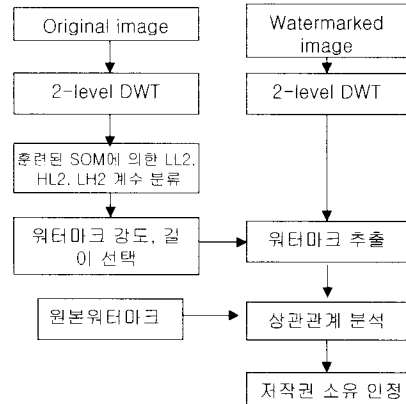 Original image
2-level DWT
훈련된 SOM에 의한 LL2,
HL2, LH2 계수 분류
워터마크 강도, 길
이 선택
원본워터마크
Watermarked
image
2-level DWT
워터마크 추출
상관관계 분석
저작권 소유 인정